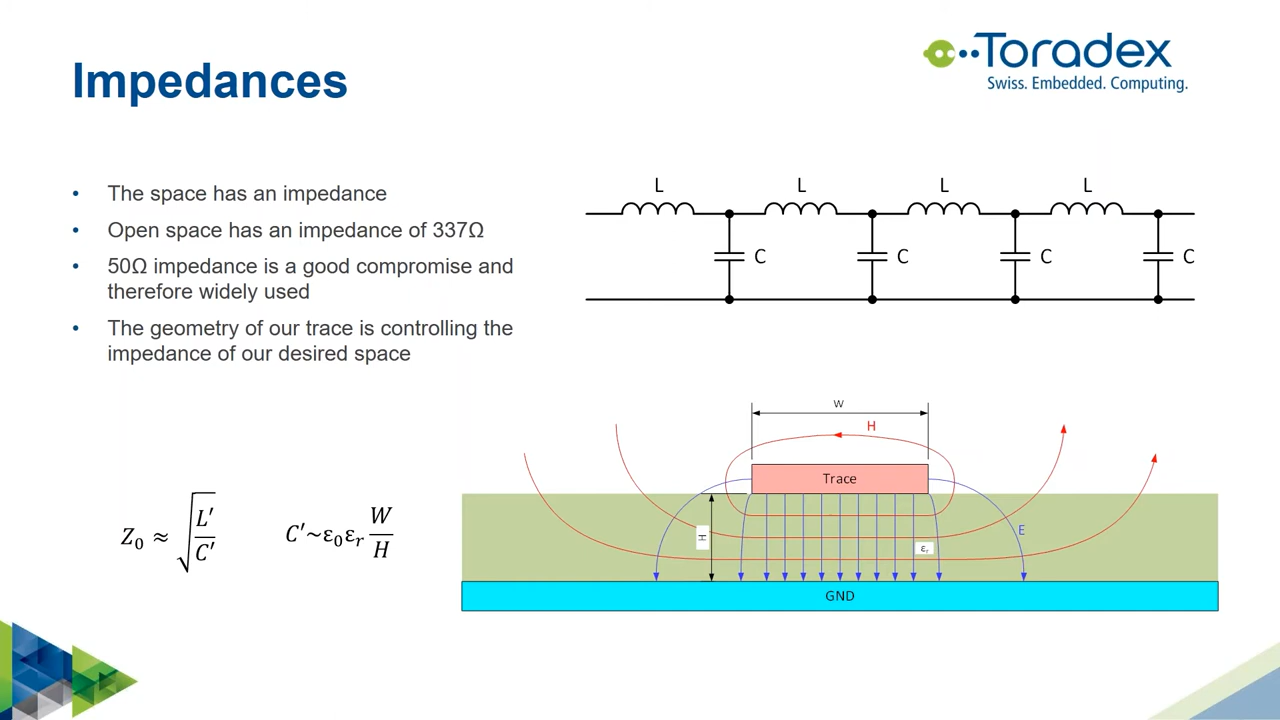 Impedances
Toradex
Swiss. Embedded. Computing.
• The space has an impedance
• Open space has an impedance of 337Ω
• 50Ω impedance is a good compromise and
therefore widely used
• The geometry of our trace is controlling the
impedance of our desired space
L L L L
C C C C
W
H
Trace
H
E
εr
GND
Z₀ ≈ √(L′/C′)
C′~ε₀εᵣ W/H